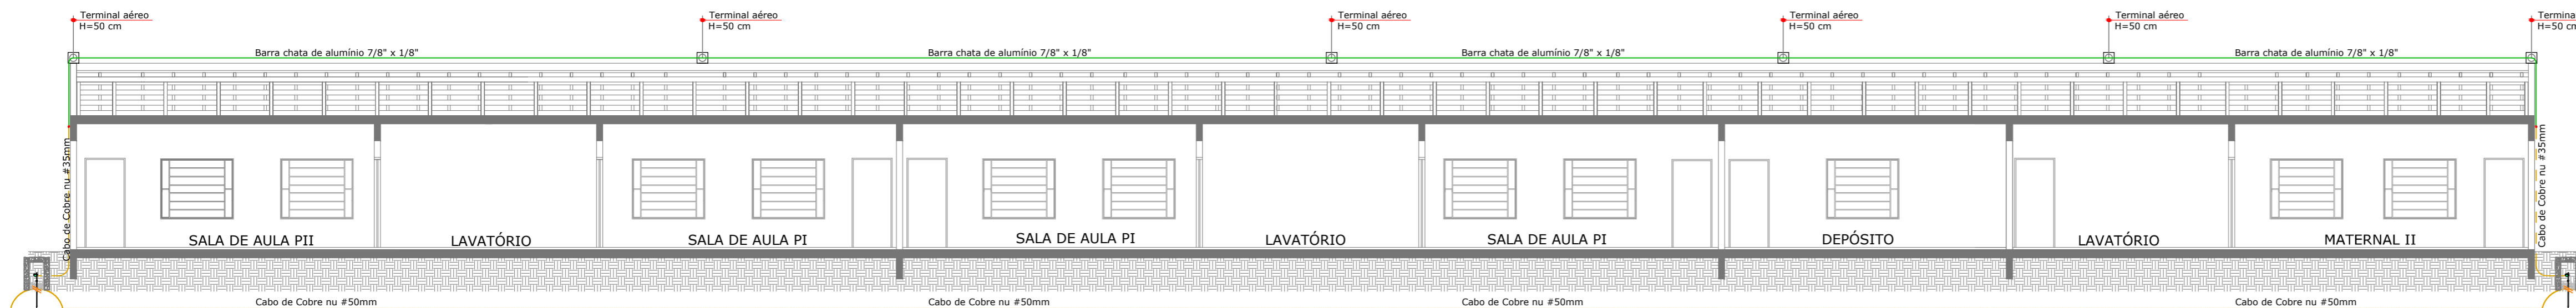 Terminal aéreo
H=50 cm
Terminal aéreo
H=50 cm
Terminal aéreo
H=50 cm
Terminal aéreo
H=50 cm
Terminal aéreo
H=50 cm
Termina
H=50 cm
Barra chata de alumínio 7/8" x 1/8"
Barra chata de alumínio 7/8" x 1/8"
Barra chata de alumínio 7/8" x 1/8"
Barra chata de alumínio 7/8" x 1/8"
Cabo de Cobre nu #35mm
Cabo de Cobre nu #35mm
SALA DE AULA PII
LAVATÓRIO
SALA DE AULA PI
SALA DE AULA PI
LAVATÓRIO
SALA DE AULA PI
DEPÓSITO
LAVATÓRIO
MATERNAL II
Cabo de Cobre nu #50mm
Cabo de Cobre nu #50mm
Cabo de Cobre nu #50mm
Cabo de Cobre nu #50mm